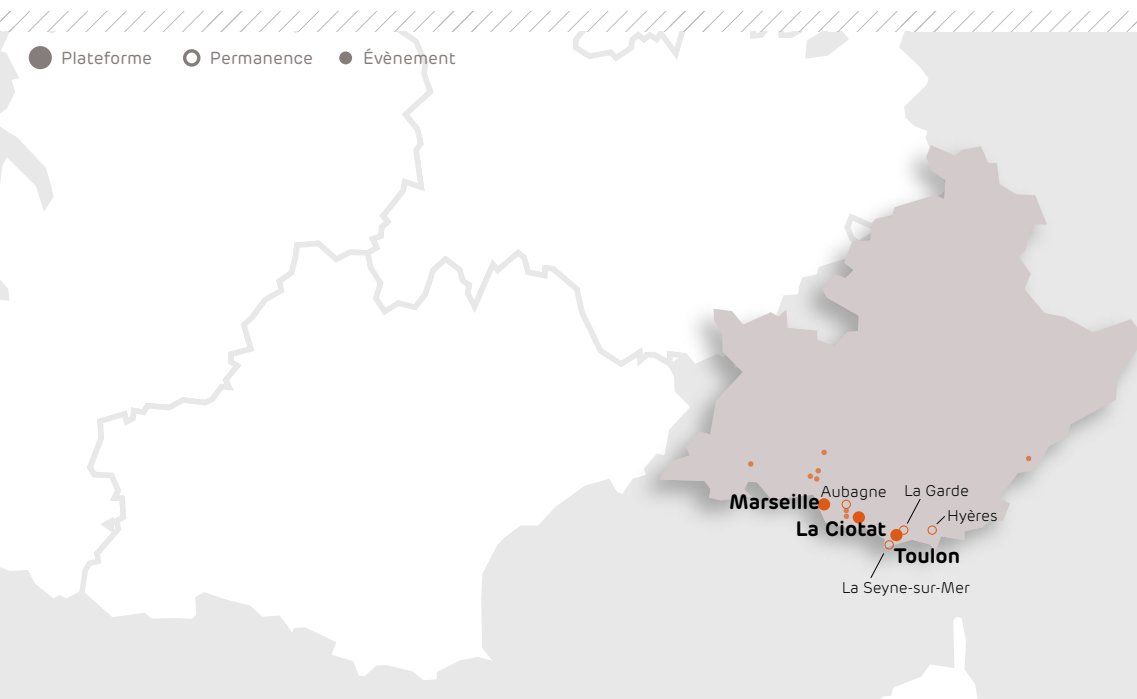 Plateforme Permanence Évènement
Aubagne
La Garde
Marseille
Hyères
La Ciotat
Toulon
La Seyne-sur-Mer